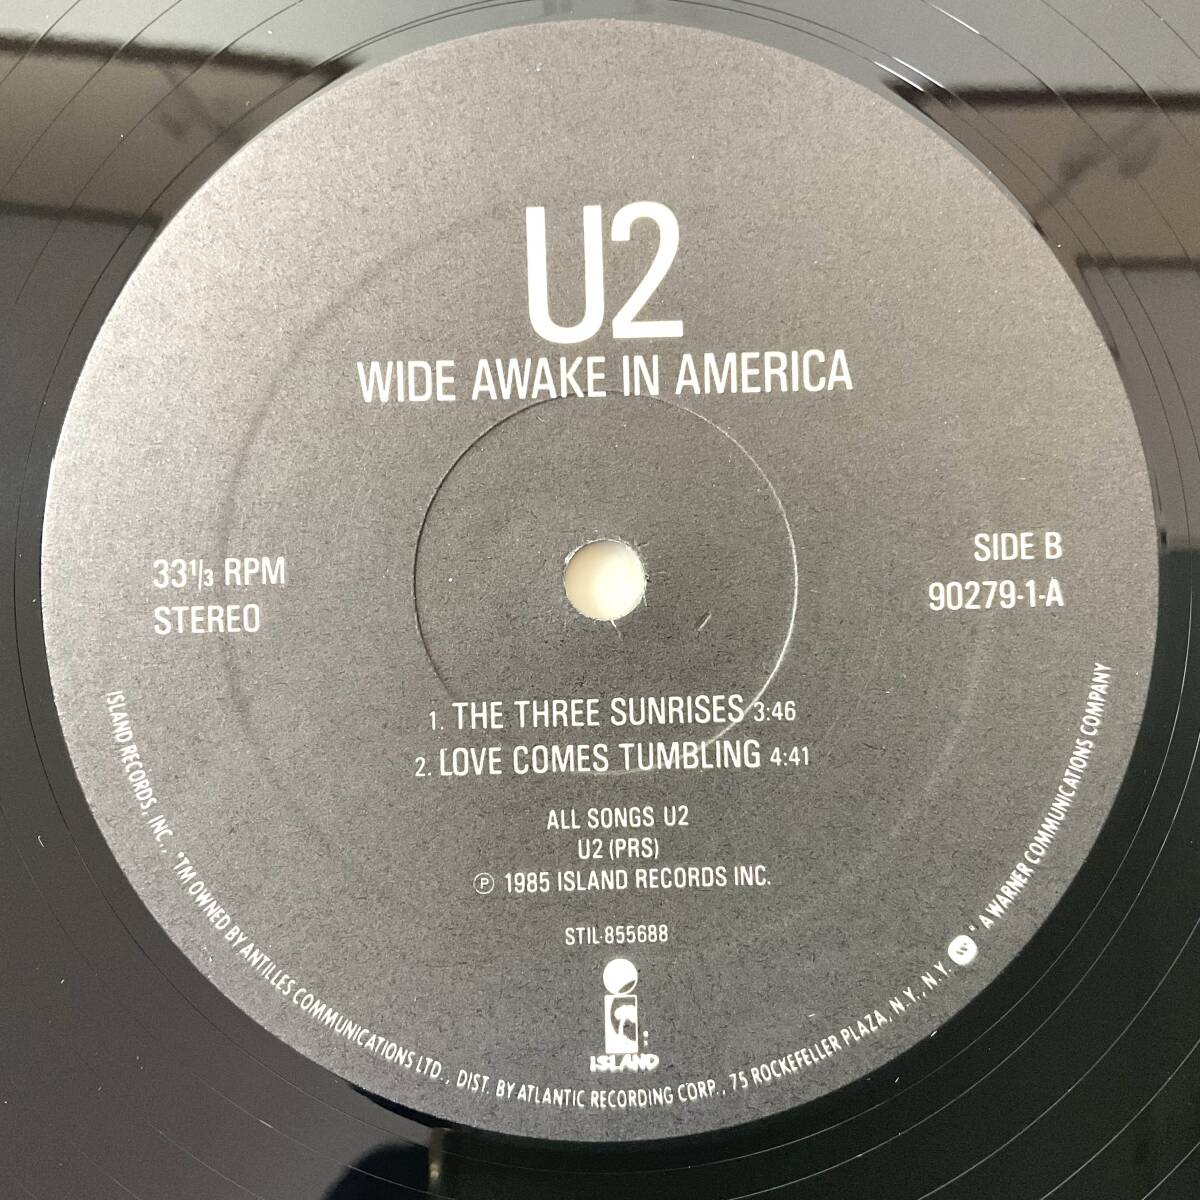 U2
WIDE AWAKE IN AMERICA
33 1/3 RPM
STEREO
SIDE B
90279-1-A
1. THE THREE SUNRISES 3:46
2. LOVE COMES TUMBLING 4:41
ALL SONGS U2
U2 (PRS)
Ⓟ 1985 ISLAND RECORDS INC.
STIL-855688
ISLAND
ISLAND RECORDS, INC., *TM OWNED BY ANTILLES COMMUNICATIONS LTD., DIST. BY ATLANTIC RECORDING CORP., 75 ROCKEFELLER PLAZA, N.Y., N.Y. * A WARNER COMMUNICATIONS COMPANY